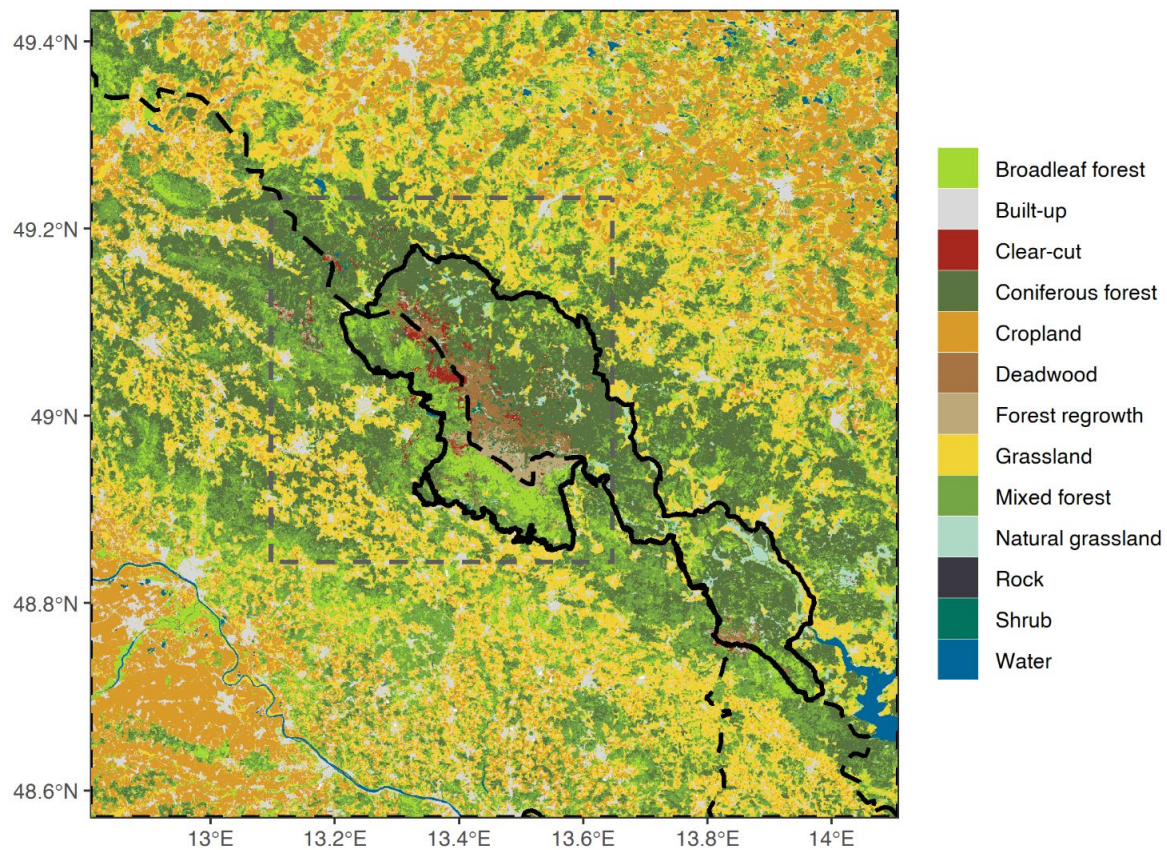 49.4°N
49.2°N
49°N
48.8°N
48.6°N
13°E
13.2°E
13.4°E
13.6°E
13.8°E
14°E
Broadleaf forest
Built-up
Clear-cut
Coniferous forest
Cropland
Deadwood
Forest regrowth
Grassland
Mixed forest
Natural grassland
Rock
Shrub
Water